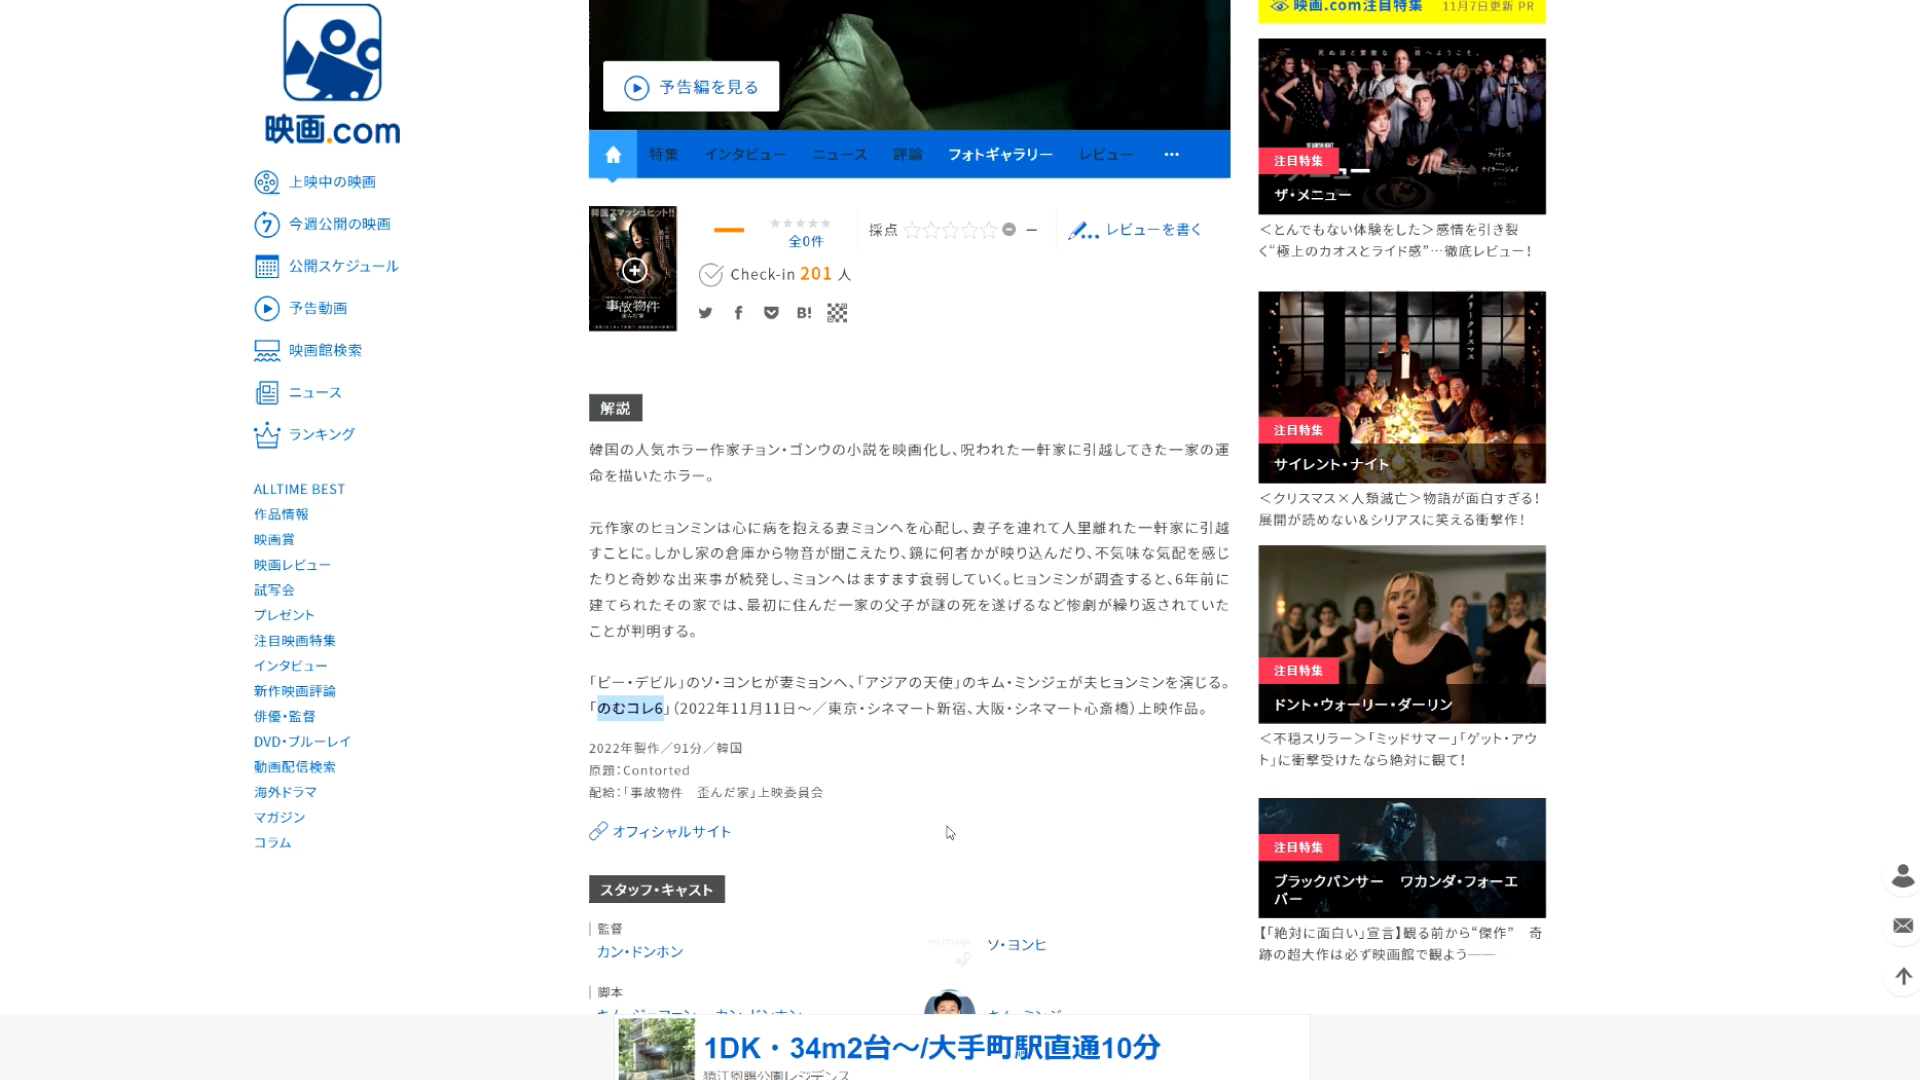 映画.com
上映中の映画
7
今週公開の映画
公開スケジュール
予告動画
映画館検索
ニュース
ランキング
ALLTIME BEST
作品情報
映画賞
映画レビュー
試写会
プレゼント
注目映画特集
インタビュー
新作映画評論
俳優・監督
DVD・ブルーレイ
動画配信検索
海外ドラマ
マガジン
コラム
予告編を見る
特集 インタビュー ニュース 評論 フォトギャラリー レビュー ・・・
韓国スマッシュヒット!!
事故物件
歪んだ家
全0件
採点
−
レビューを書く
Check-in 201 人
B!
解説
韓国の人気ホラー作家チョン・ゴンウの小説を映画化し、呪われた一軒家に引越してきた一家の運
命を描いたホラー。
元作家のヒョンミンは心に病を抱える妻ミョンヘを心配し、妻子を連れて人里離れた一軒家に引越
すことに。しかし家の倉庫から物音が聞こえたり、鏡に何者かが映り込んだり、不気味な気配を感じ
たりと奇妙な出来事が続発し、ミョンヘはますます衰弱していく。ヒョンミンが調査すると、6年前に
建てられたその家では、最初に住んだ一家の父子が謎の死を遂げるなど惨劇が繰り返されていた
ことが判明する。
「ビー・デビル」のソ・ヨンヒが妻ミョンヘ、「アジアの天使」のキム・ミンジェが夫ヒョンミンを演じる。
「のむコレ6」（2022年11月11日～／東京・シネマート新宿、大阪・シネマート心斎橋）上映作品。
2022年製作／91分／韓国
原題：Contorted
配給：「事故物件　歪んだ家」上映委員会
オフィシャルサイト
スタッフ・キャスト
監督
カン・ドンホン
no image
ソ・ヨンヒ
脚本
映画.com注目特集 11月7日更新 PR
注目特集
ザ・メニュー
＜とんでもない体験をした＞感情を引き裂
く“極上のカオスとライド感”…徹底レビュー！
メリークリスマス
注目特集
サイレント・ナイト
＜クリスマス×人類滅亡＞物語が面白すぎる！
展開が読めない＆シリアスに笑える衝撃作！
注目特集
ドント・ウォーリー・ダーリン
＜不穏スリラー＞「ミッドサマー」「ゲット・アウ
ト」に衝撃受けたなら絶対に観て！
注目特集
ブラックパンサー　ワカンダ・フォーエ
バー
【「絶対に面白い」宣言】観る前から“傑作”　奇
跡の超大作は必ず映画館で観よう――
1DK・34m2台～/大手町駅直通10分